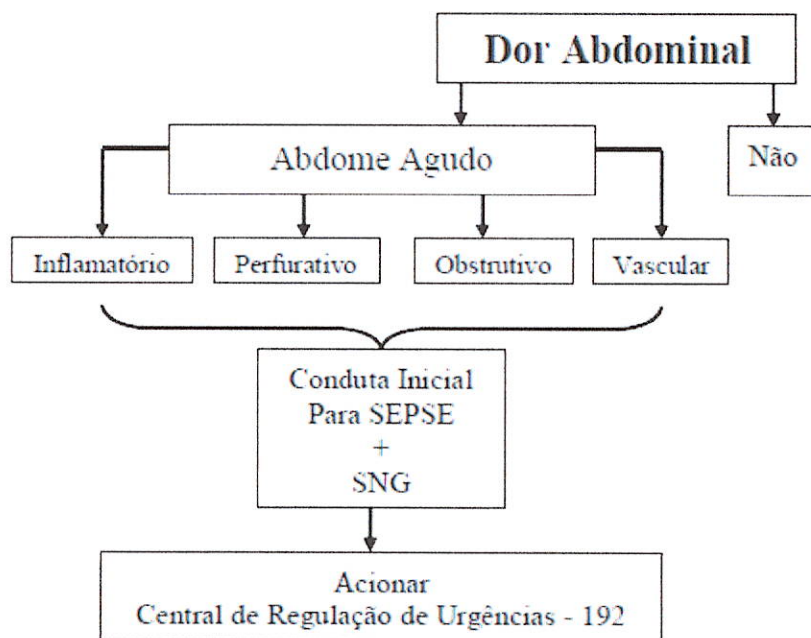 Dor Abdominal
Abdome Agudo
Não
Inflamatório
Perfurativo
Obstrutivo
Vascular
Conduta Inicial
Para SEPSE
+
SNG
Acionar
Central de Regulação de Urgências - 192